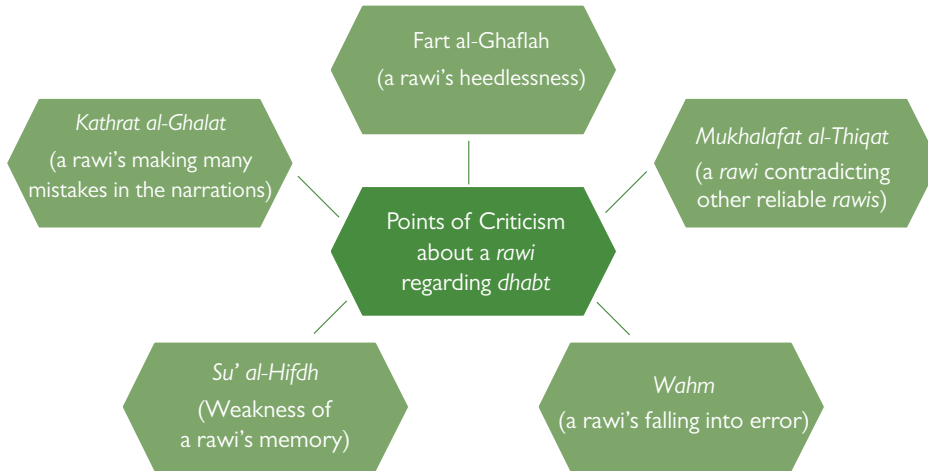 Fart al-Ghaflah
(a rawi's heedlessness)
Kathrat al-Ghalat
(a rawi's making many
mistakes in the narrations)
Mukhalafat al-Thiqat
(a rawi contradicting
other reliable rawis)
Points of Criticism
about a rawi
regarding dhabt
Su' al-Hifdh
(Weakness of
a rawi's memory)
Wahm
(a rawi's falling into error)